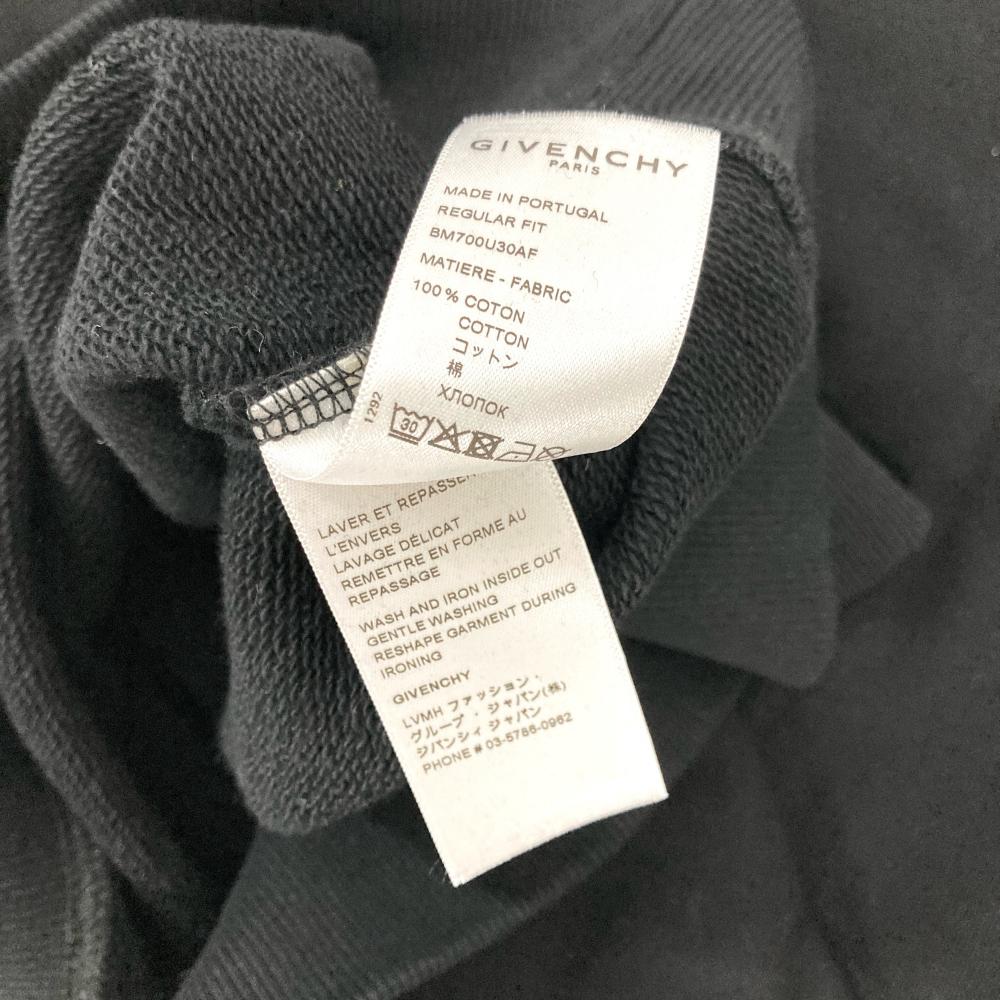 GIVENCHY
PARIS
MADE IN PORTUGAL
REGULAR FIT
BM700U30AF
MATIERE - FABRIC
100 % COTON
COTTON
コットン
棉
ХЛОПОК
1292
30
LAVER ET REPASSER
L'ENVERS
LAVAGE DÉLICAT
REMETTRE EN FORME AU
REPASSAGE
WASH AND IRON INSIDE OUT
GENTLE WASHING
RESHAPE GARMENT DURING
IRONING
GIVENCHY
LVMH ファッション・
グループ・ジャパン(株)
ジバンシィ ジャパン
PHONE # 03-5786-0962